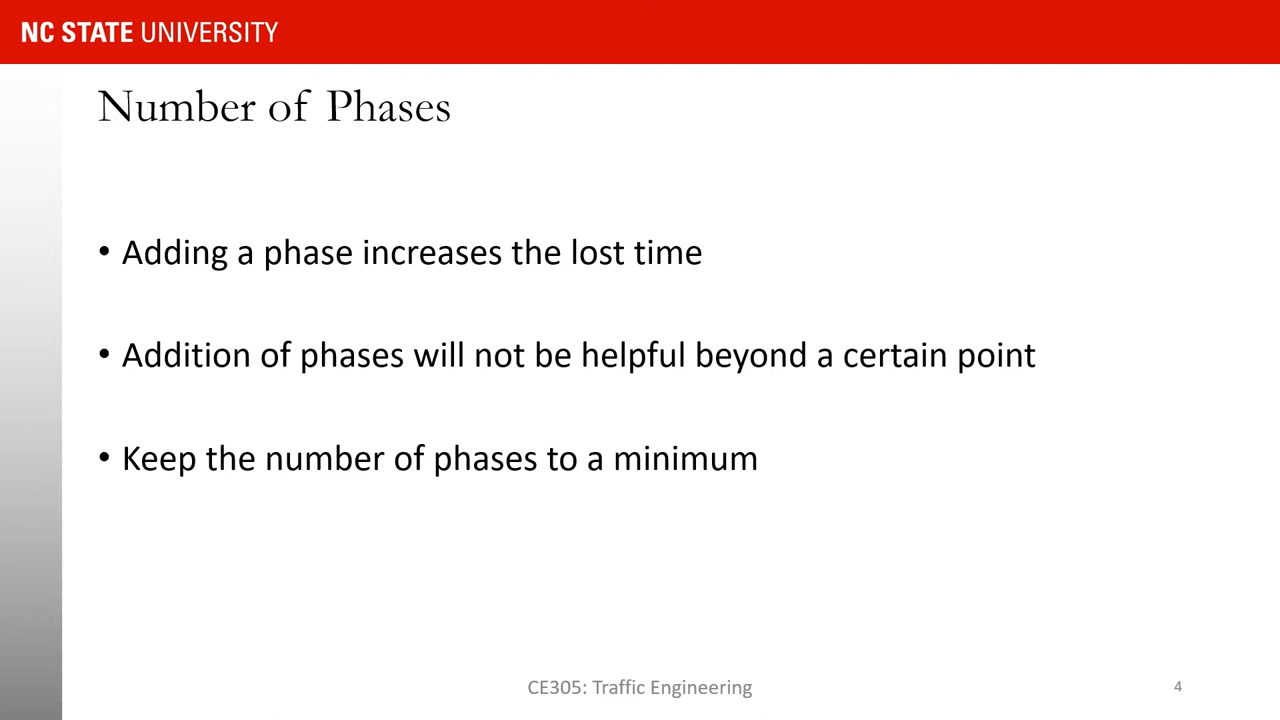 NC STATE UNIVERSITY
Number of Phases
• Adding a phase increases the lost time
• Addition of phases will not be helpful beyond a certain point
• Keep the number of phases to a minimum
CE305: Traffic Engineering
4